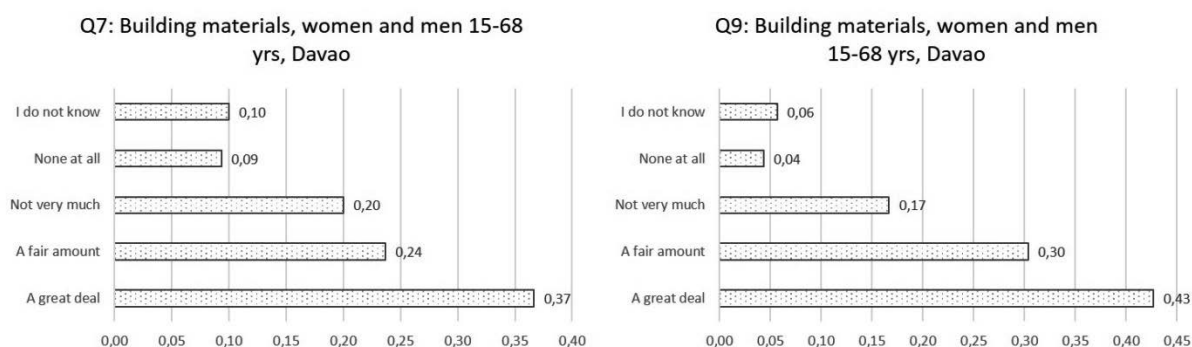 Q7: Building materials, women and men 15-68
yrs, Davao
I do not know
0,10
None at all
0,09
Not very much
0,20
A fair amount
0,24
A great deal
0,37
0,00 0,05 0,10 0,15 0,20 0,25 0,30 0,35 0,40
Q9: Building materials, women and men
15-68 yrs, Davao
I do not know
0,06
None at all
0,04
Not very much
0,17
A fair amount
0,30
A great deal
0,43
0,00 0,05 0,10 0,15 0,20 0,25 0,30 0,35 0,40 0,45